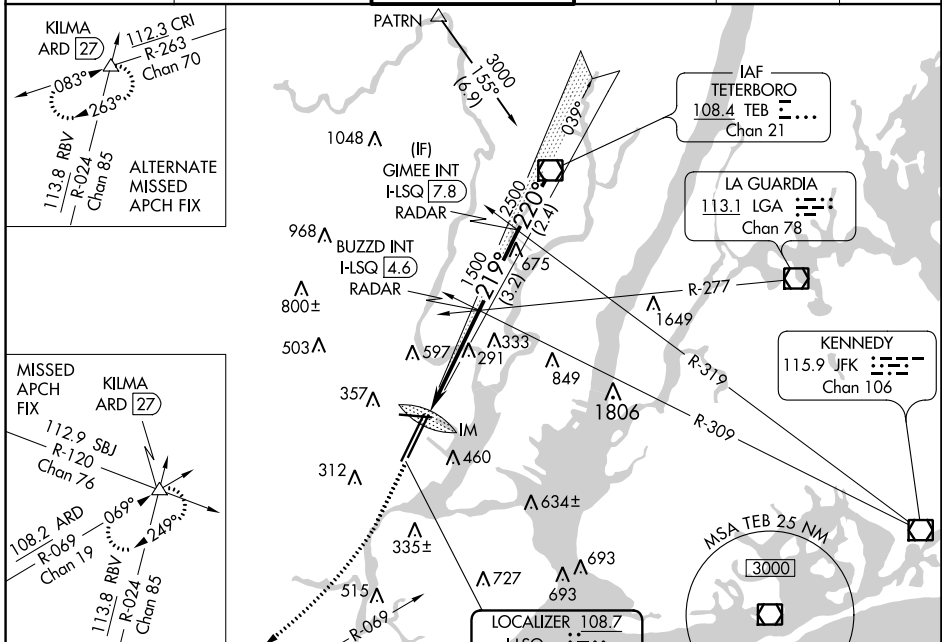 KILMA
ARD 27
112.3 CRI
R-263
Chan 70
083°
263°
113.8 RBV
R-024
Chan 85
ALTERNATE
MISSED
APCH FIX
PATRN
3000
155°
(6.9)
039°
IAF
TETERBORO
108.4 TEB
Chan 21
1048
(IF)
GIMEE INT
I-LSQ 7.8
RADAR
2500
220°
(2.4)
LA GUARDIA
113.1 LGA
Chan 78
968
BUZZD INT
I-LSQ 4.6
RADAR
1500
219°
(3.2)
675
R-277
800±
1649
503
597
291
333
849
R-319
KENNEDY
115.9 JFK
Chan 106
357
1806
R-309
IM
460
312
634±
335±
MSA TEB 25 NM
3000
727
693
693
515
R-069
LOCALIZER 108.7
MISSED
APCH
FIX
KILMA
ARD 27
112.9 SBJ
R-120
Chan 76
069°
249°
108.2 ARD
R-069
Chan 19
113.8 RBV
R-024
Chan 85